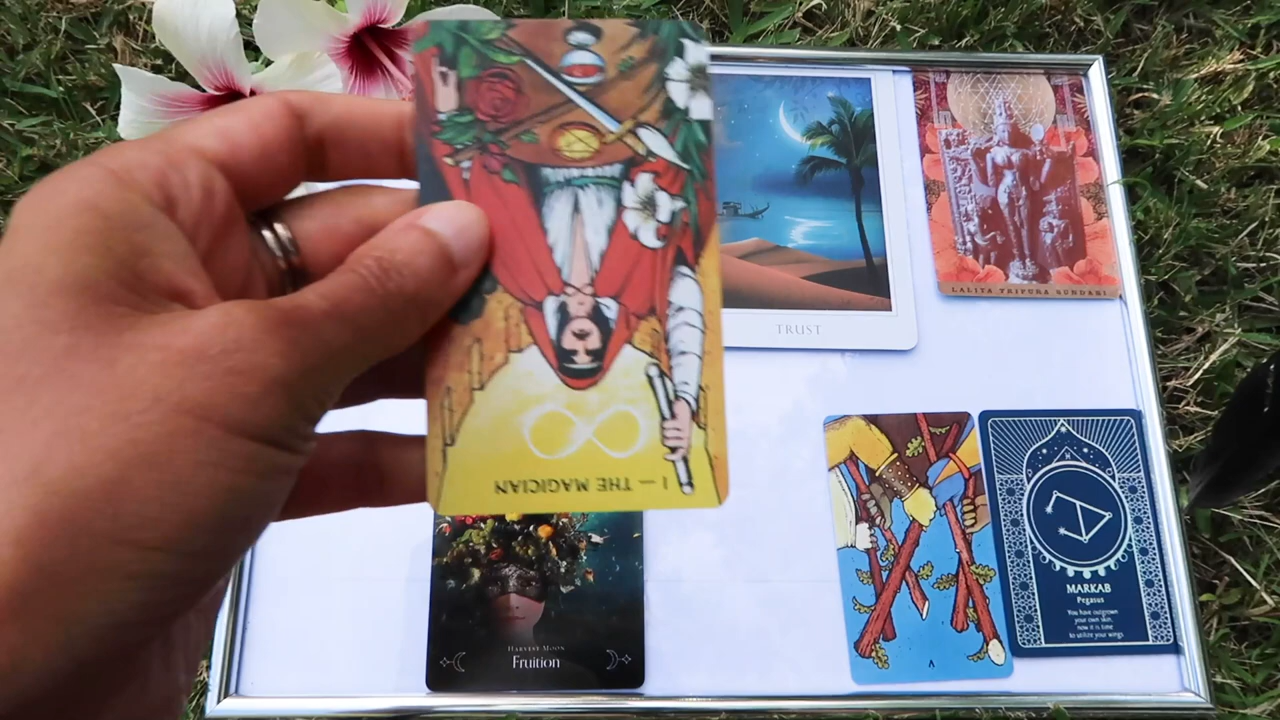 I — THE MAGICIAN
TRUST
LALITA TRIPURA SUNDARI
V
MARKAB
Pegasus
You have outgrown
your own skin,
now it is time
to utilize your wings
HARVEST MOON
Fruition